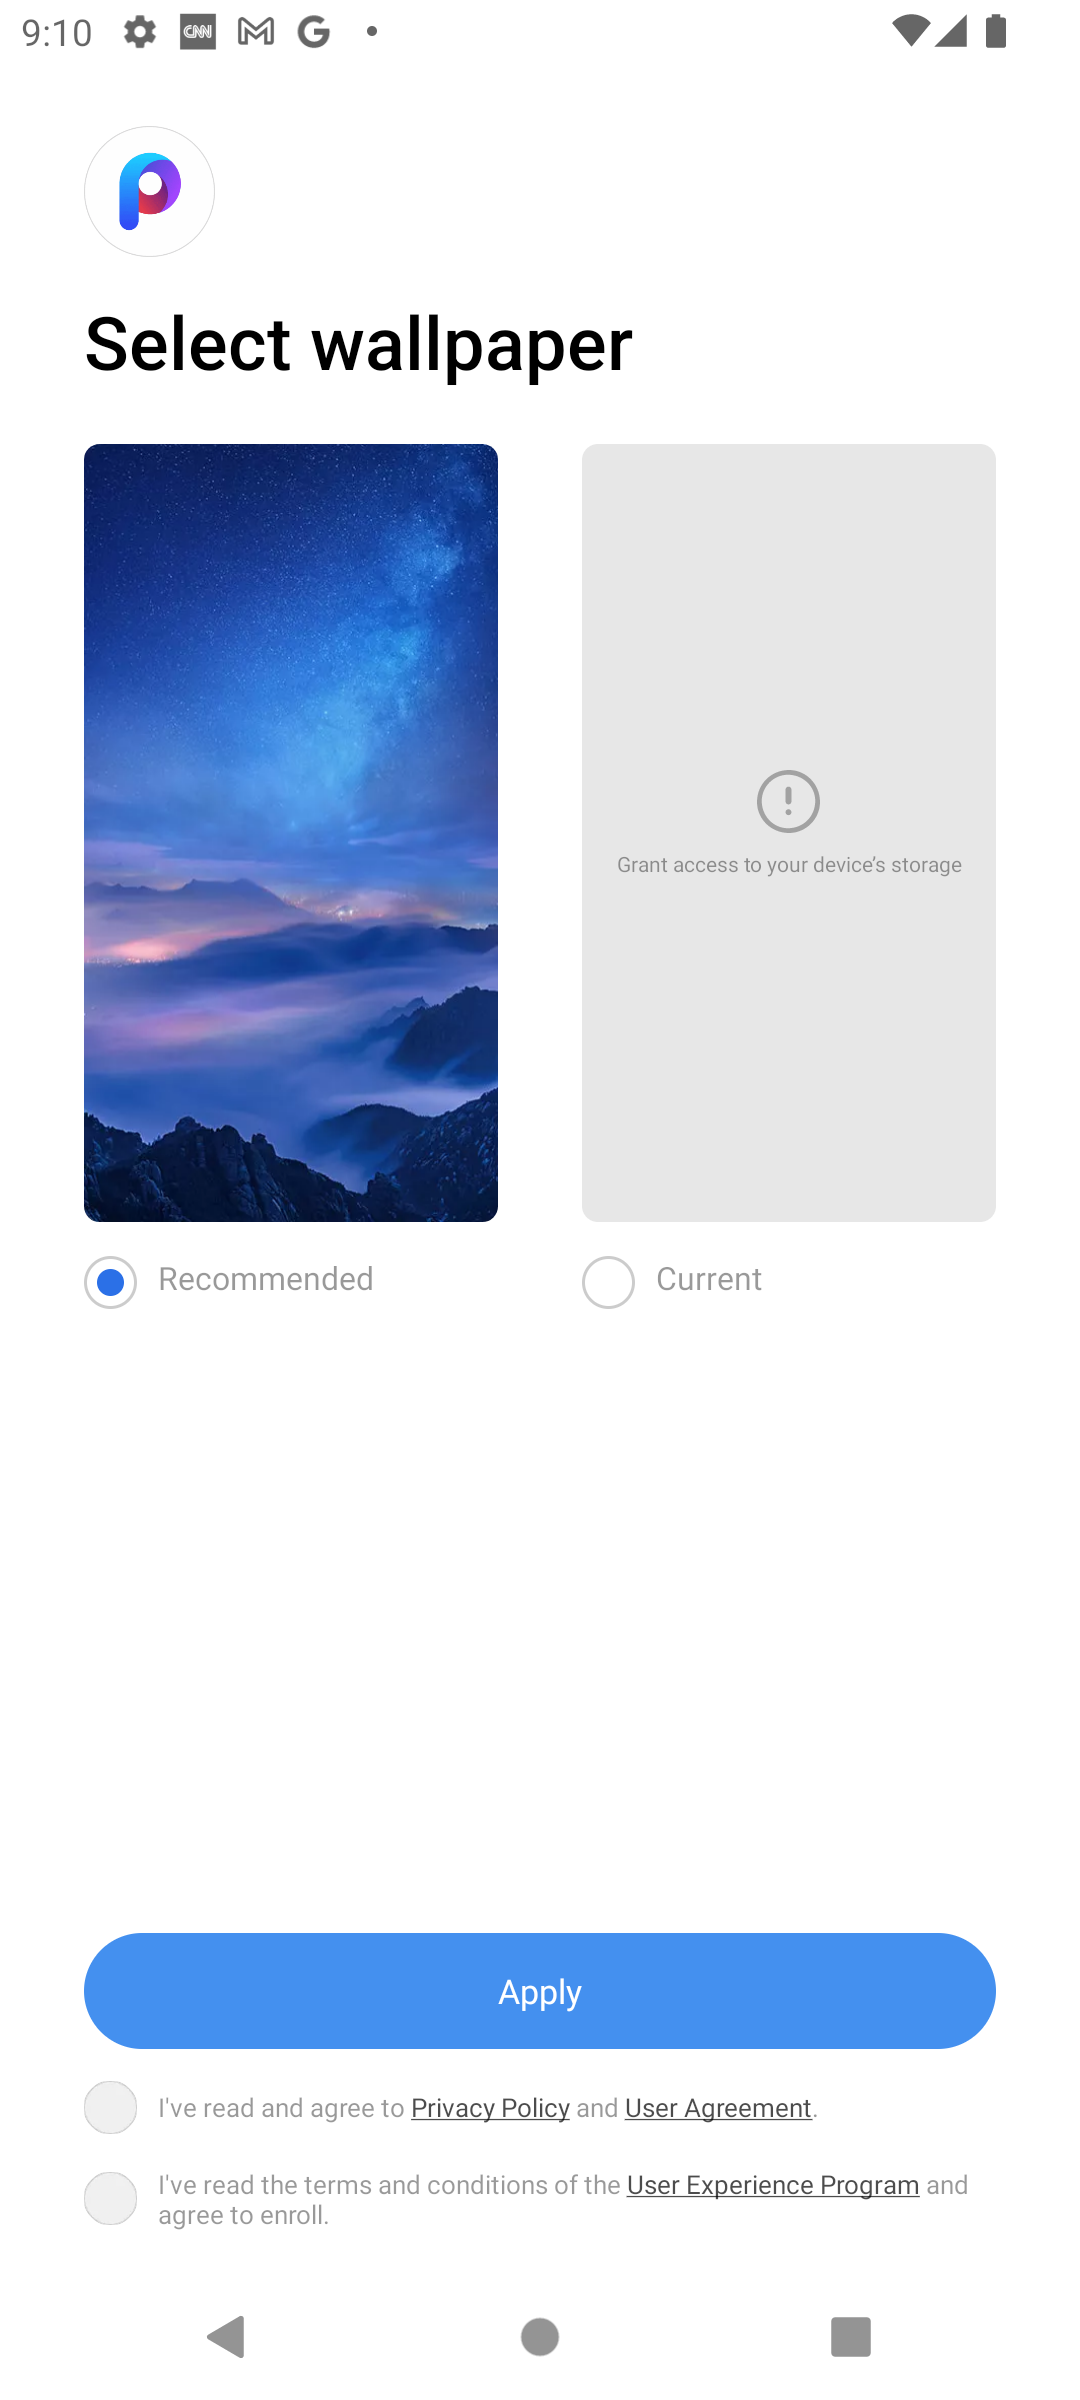 9:10
CNN
Select wallpaper
Grant access to your device's storage
Recommended
Current
Apply
I've read and agree to Privacy Policy and User Agreement.
I've read the terms and conditions of the User Experience Program and
agree to enroll.